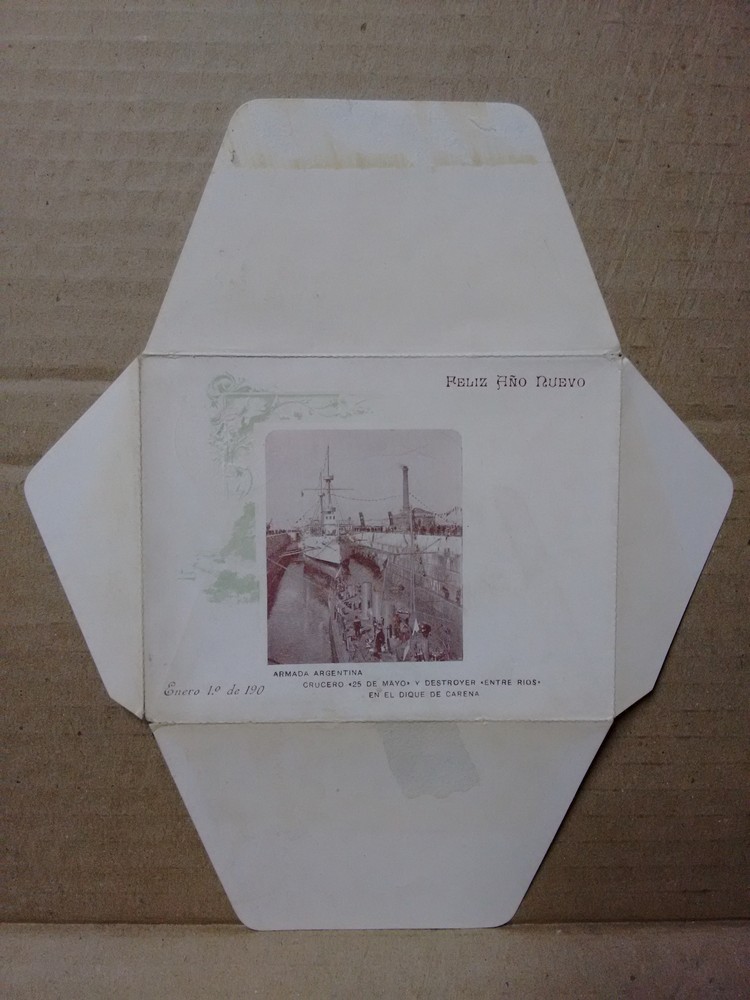 Feliz Año Nuevo
ARMADA ARGENTINA
CRUCERO «25 DE MAYO» Y DESTROYER «ENTRE RIOS»
EN EL DIQUE DE CARENA
Enero 1.º de 190